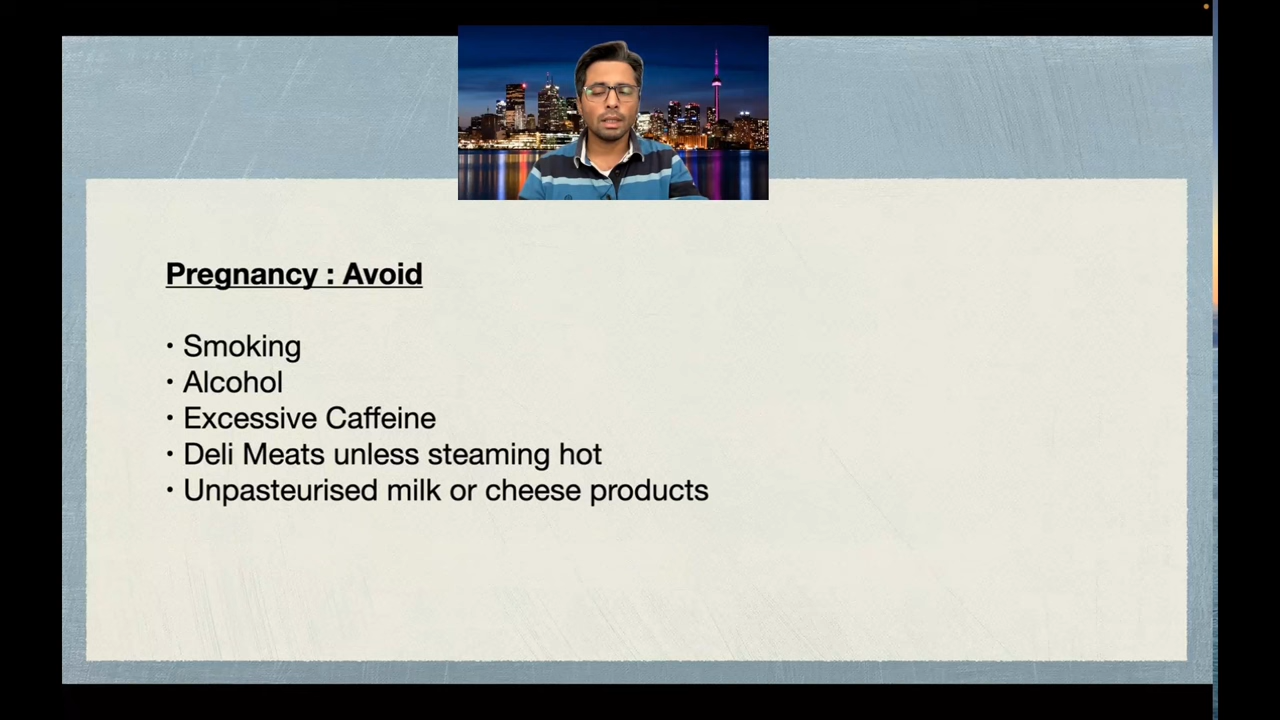 Pregnancy : Avoid
• Smoking
• Alcohol
• Excessive Caffeine
• Deli Meats unless steaming hot
• Unpasteurised milk or cheese products